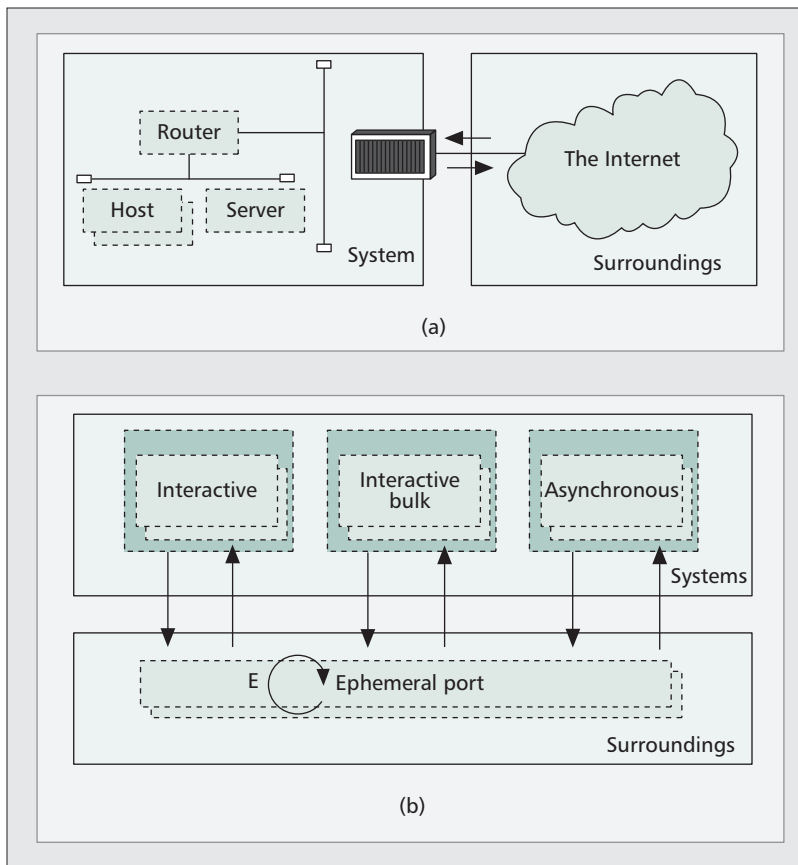 Router
The Internet
Host
Server
System
Surroundings
(a)
Interactive
Interactive
bulk
Asynchronous
Systems
E
Ephemeral port
Surroundings
(b)